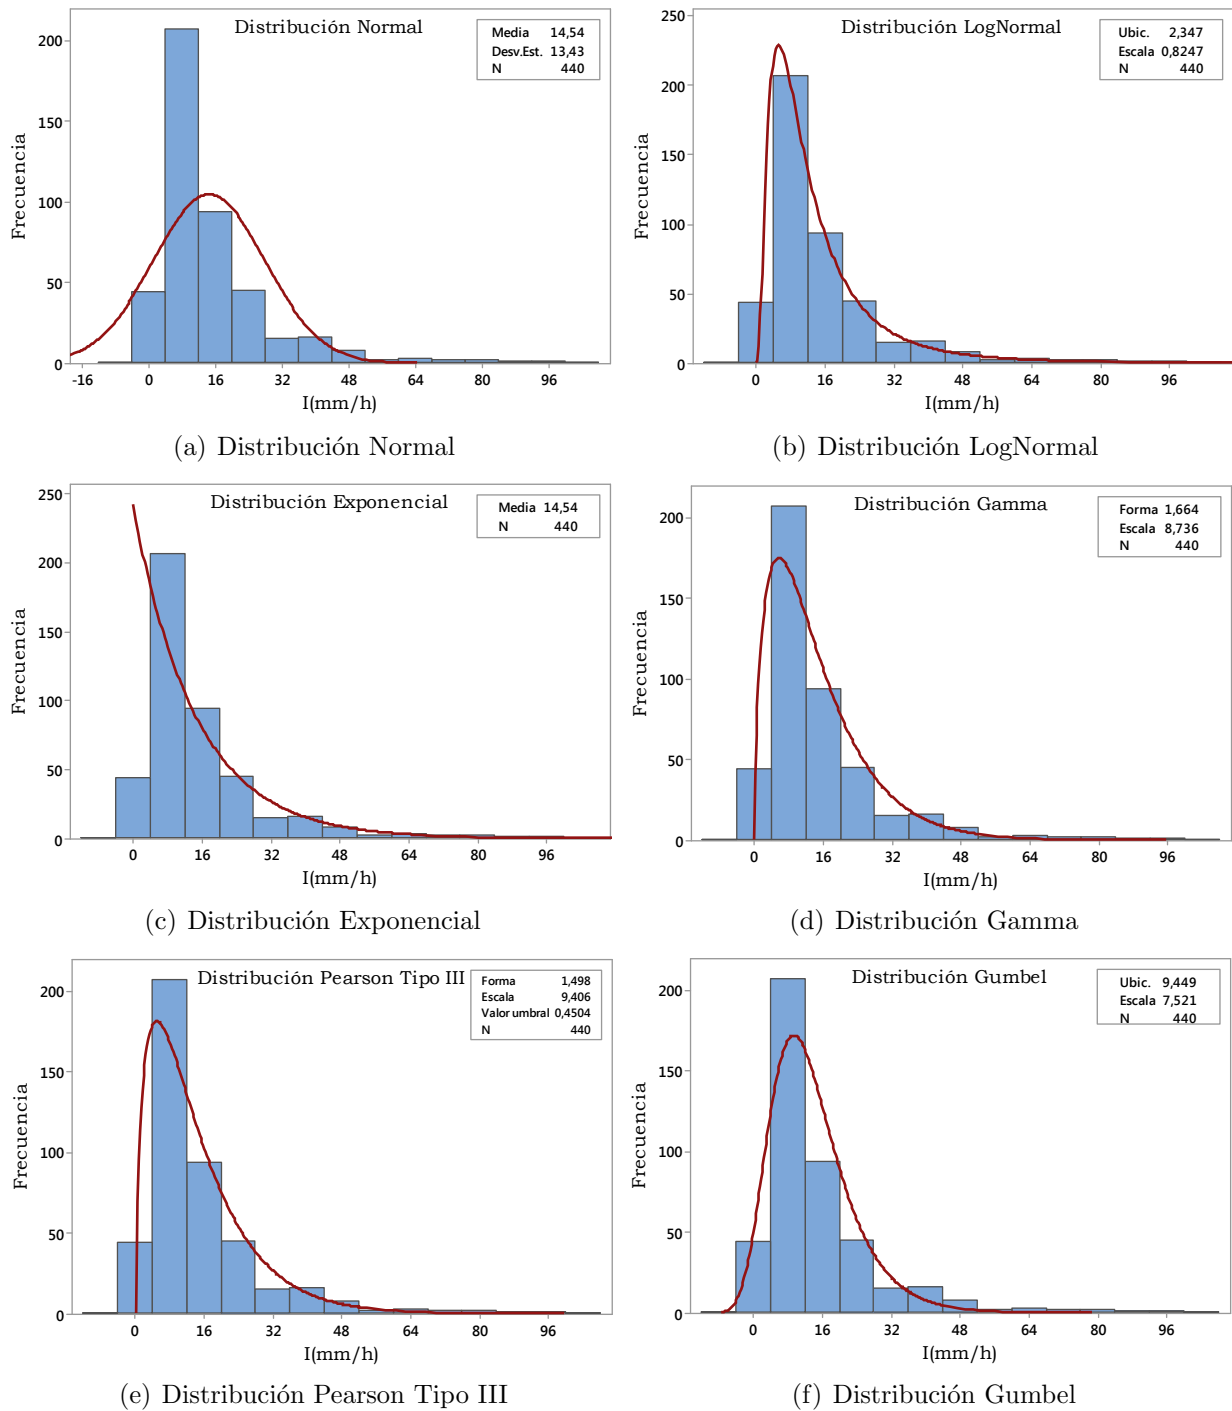 Distribución Normal
Media 14,54
Desv.Est. 13,43
N 440
Frecuencia
200
150
100
50
0
-16 0 16 32 48 64 80 96
I(mm/h)
(a) Distribución Normal
Distribución LogNormal
Ubic. 2,347
Escala 0,8247
N 440
Frecuencia
250
200
150
100
50
0
0 16 32 48 64 80 96
I(mm/h)
(b) Distribución LogNormal
Distribución Exponencial
Media 14,54
N 440
Frecuencia
250
200
150
100
50
0
0 16 32 48 64 80 96
I(mm/h)
(c) Distribución Exponencial
Distribución Gamma
Forma 1,664
Escala 8,736
N 440
Frecuencia
200
150
100
50
0
0 16 32 48 64 80 96
I(mm/h)
(d) Distribución Gamma
Distribución Pearson Tipo III
Forma 1,498
Escala 9,406
Valor umbral 0,4504
N 440
Frecuencia
200
150
100
50
0
0 16 32 48 64 80 96
I(mm/h)
(e) Distribución Pearson Tipo III
Distribución Gumbel
Ubic. 9,449
Escala 7,521
N 440
Frecuencia
200
150
100
50
0
0 16 32 48 64 80 96
I(mm/h)
(f) Distribución Gumbel